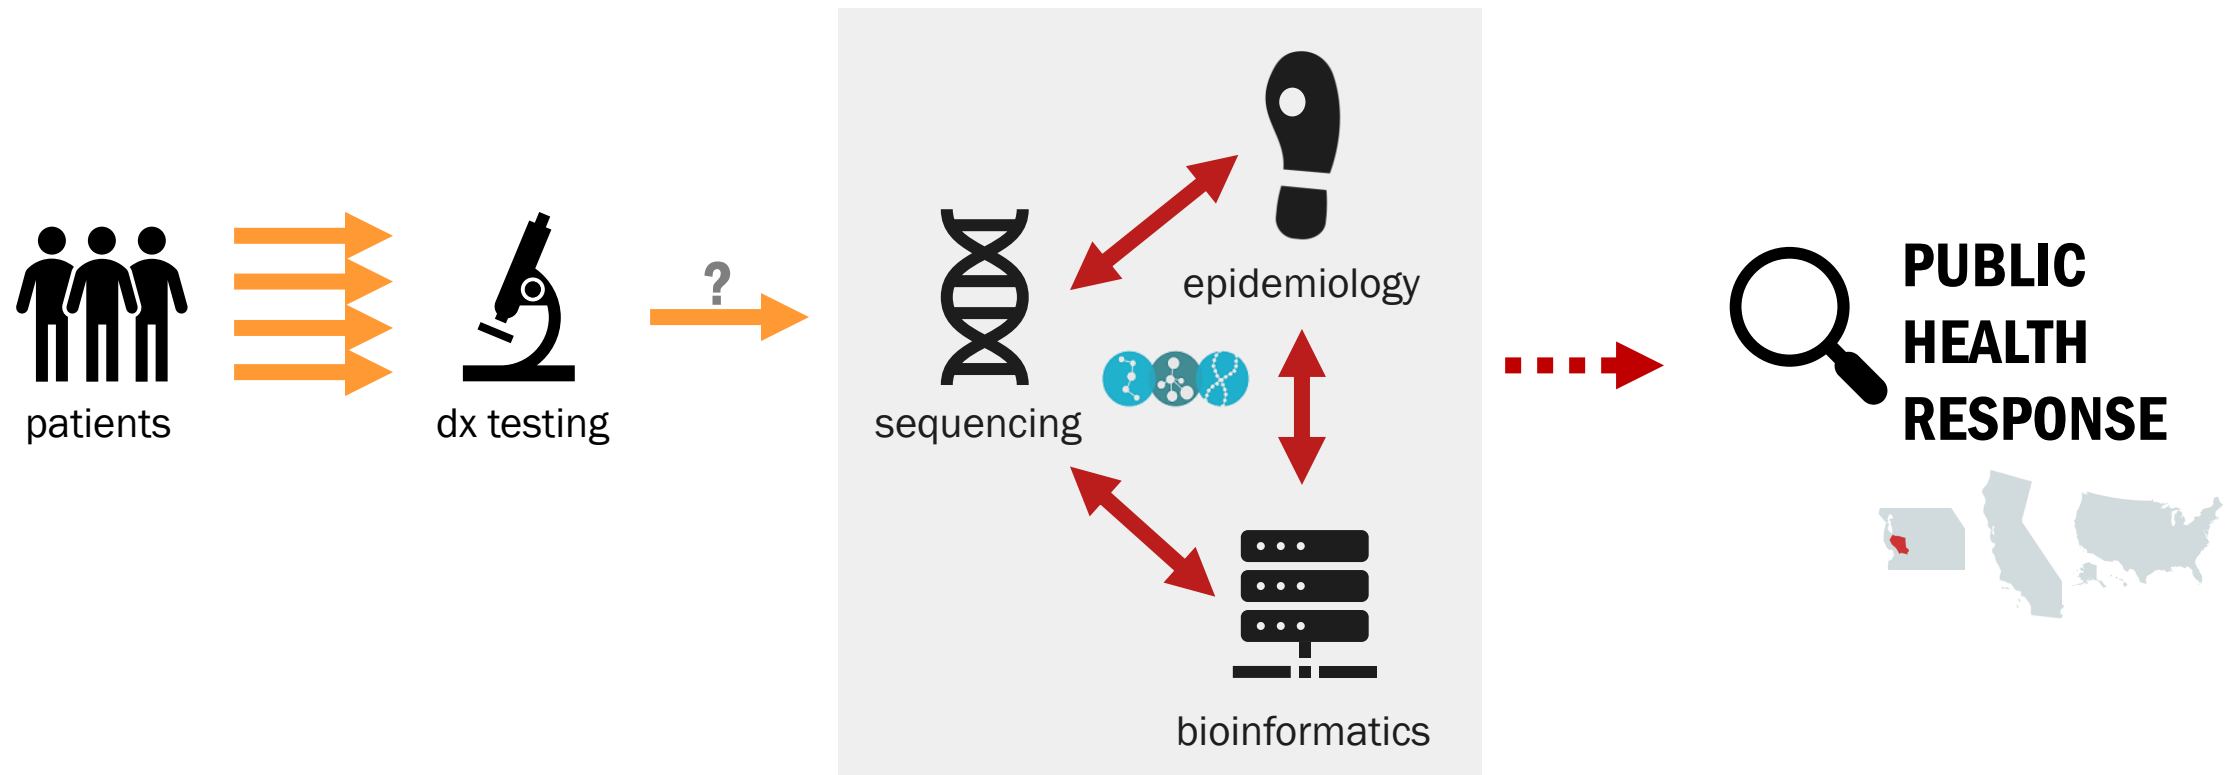 patients
dx testing
?
sequencing
epidemiology
bioinformatics
PUBLIC
HEALTH
RESPONSE